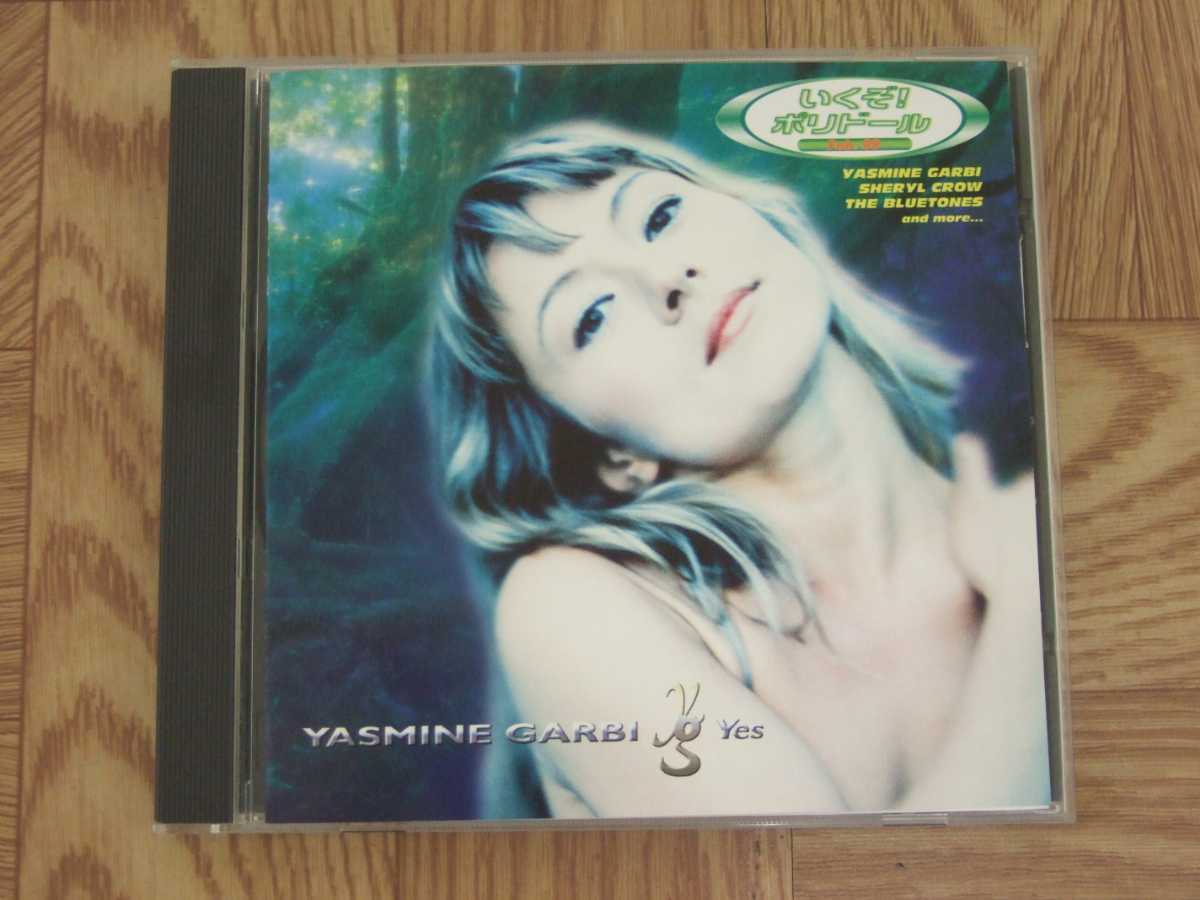 いくぞ!
ポリドール
YASMINE GARBI
SHERYL CROW
THE BLUETONES
and more...
YASMINE GARBI yg Yes